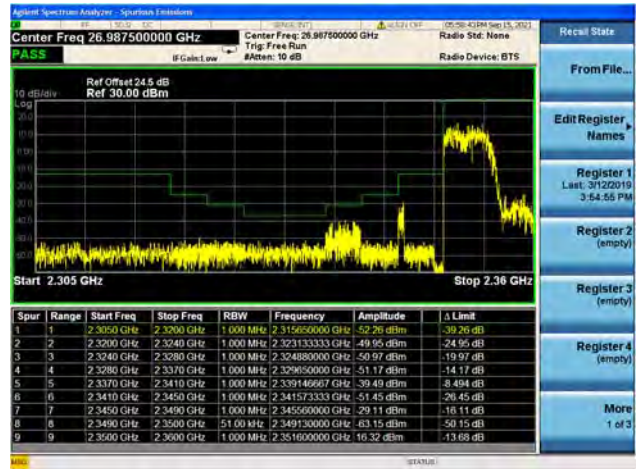 Agilent Spectrum Analyzer - Spurious Emissions
RF 50 Ω DC SENSE:INT ALIGN OFF 05:58:43 PM Sep 15, 2021
Center Freq 26.987500000 GHz Center Freq: 26.987500000 GHz Radio Std: None
Trig: Free Run
PASS IFGain:Low #Atten: 10 dB Radio Device: BTS
Ref Offset 24.5 dB
10 dB/div Ref 30.00 dBm
Log
20.0
10.0
0.00
Start 2.305 GHz Stop 2.36 GHz
Spur Range Start Freq Stop Freq RBW Frequency Amplitude Δ Limit
1 1 2.3050 GHz 2.3200 GHz 1.000 MHz 2.315650000 GHz -52.26 dBm -39.26 dB
2 2 2.3200 GHz 2.3240 GHz 1.000 MHz 2.323133333 GHz -49.95 dBm -24.95 dB
3 3 2.3240 GHz 2.3280 GHz 1.000 MHz 2.324880000 GHz -50.97 dBm -19.97 dB
4 4 2.3280 GHz 2.3370 GHz 1.000 MHz 2.329650000 GHz -51.17 dBm -14.17 dB
5 5 2.3370 GHz 2.3410 GHz 1.000 MHz 2.339146667 GHz -39.49 dBm -8.494 dB
6 6 2.3410 GHz 2.3450 GHz 1.000 MHz 2.341573333 GHz -51.45 dBm -26.45 dB
7 7 2.3450 GHz 2.3490 GHz 1.000 MHz 2.345560000 GHz -29.11 dBm -16.11 dB
8 8 2.3490 GHz 2.3500 GHz 51.00 kHz 2.349130000 GHz -63.15 dBm -50.15 dB
9 9 2.3500 GHz 2.3600 GHz 1.000 MHz 2.351600000 GHz 16.32 dBm -13.68 dB
MSG STATUS
Recall State
From File...
Edit Register
Names
Register 1
Last: 3/12/2019
3:54:55 PM
Register 2
(empty)
Register 3
(empty)
Register 4
(empty)
More
1 of 3